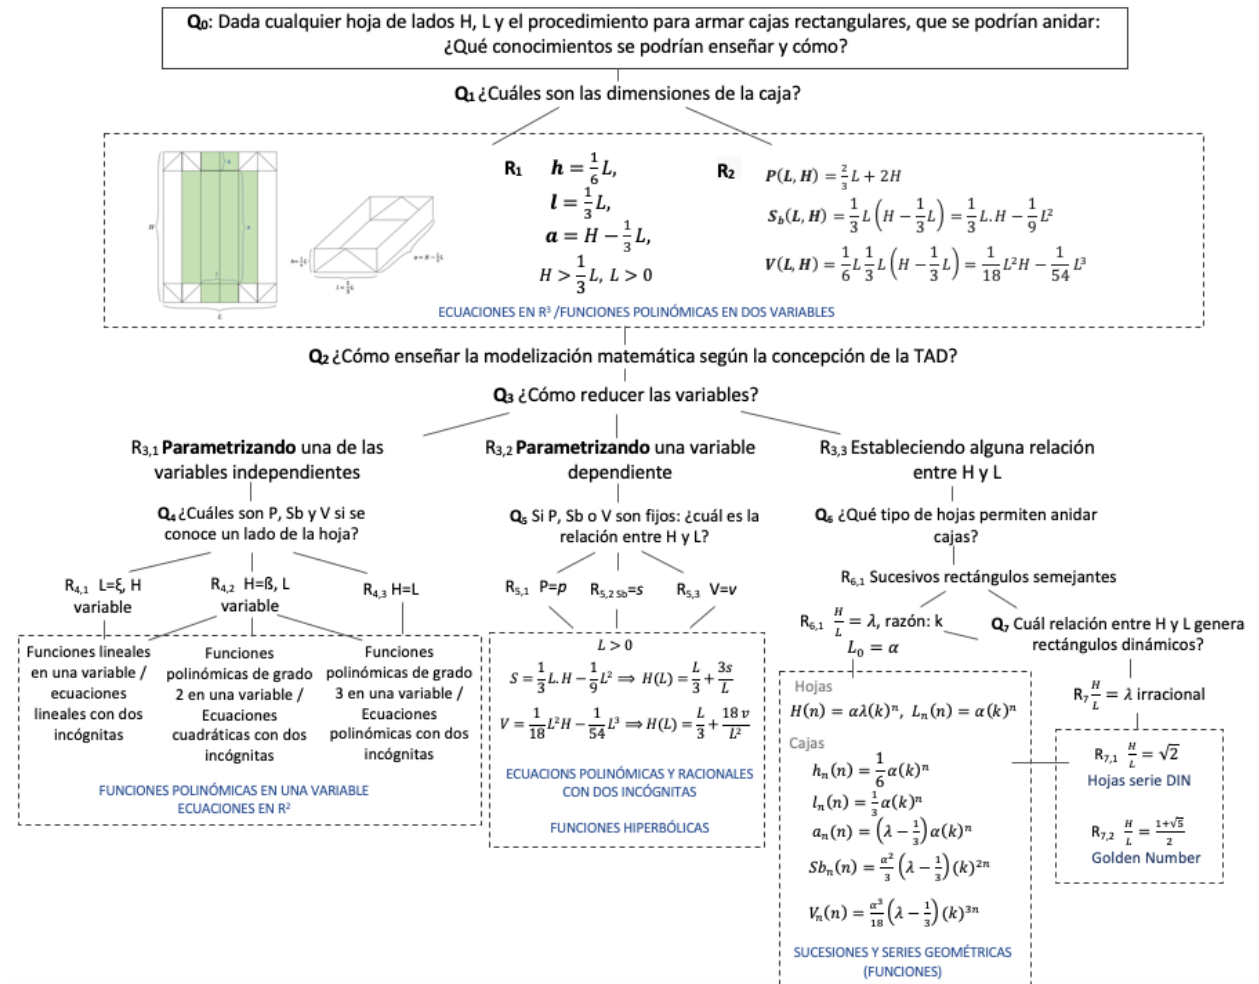 Q₀: Dada cualquier hoja de lados H, L y el procedimiento para armar cajas rectangulares, que se podrían anidar:
¿Qué conocimientos se podrían enseñar y cómo?
Q₁ ¿Cuáles son las dimensiones de la caja?
H
L
R₁ h = 1/6 L,
l = 1/3 L,
a = H − 1/3 L,
H > 1/3 L, L > 0
R₂ P(L, H) = 2/3 L + 2H
S_b(L, H) = 1/3 L (H − 1/3 L) = 1/3 L.H − 1/9 L²
V(L, H) = 1/6 L 1/3 L (H − 1/3 L) = 1/18 L²H − 1/54 L³
ECUACIONES EN R³ /FUNCIONES POLINÓMICAS EN DOS VARIABLES
Q₂ ¿Cómo enseñar la modelización matemática según la concepción de la TAD?
Q₃ ¿Cómo reducer las variables?
R₃,₁ Parametrizando una de las
variables independientes
Q₄ ¿Cuáles son P, Sb y V si se
conoce un lado de la hoja?
R₄,₁ L=ξ, H
variable
R₄,₂ H=ß, L
variable
R₄,₃ H=L
Funciones lineales
en una variable /
ecuaciones
lineales con dos
incógnitas
Funciones
polinómicas de grado
2 en una variable /
Ecuaciones
cuadráticas con dos
incógnitas
Funciones
polinómicas de grado
3 en una variable /
Ecuaciones
polinómicas con dos
incógnitas
FUNCIONES POLINÓMICAS EN UNA VARIABLE
ECUACIONES EN R²
R₃,₂ Parametrizando una variable
dependiente
Q₅ Si P, Sb o V son fijos: ¿cuál es la
relación entre H y L?
R₅,₁ P=p
R₅,₂ Sb=s
R₅,₃ V=v
L > 0
S = 1/3 L.H − 1/9 L² ⟹ H(L) = L/3 + 3s/L
V = 1/18 L²H − 1/54 L³ ⟹ H(L) = L/3 + 18 v/L²
ECUACIONS POLINÓMICAS Y RACIONALES
CON DOS INCÓGNITAS
FUNCIONES HIPERBÓLICAS
R₃,₃ Estableciendo alguna relación
entre H y L
Q₆ ¿Qué tipo de hojas permiten anidar
cajas?
R₆,₁ Sucesivos rectángulos semejantes
R₆,₁ H/L = λ, razón: k
L₀ = α
Hojas
H(n) = αλ(k)ⁿ, Lₙ(n) = α(k)ⁿ
Cajas
hₙ(n) = 1/6 α(k)ⁿ
lₙ(n) = 1/3 α(k)ⁿ
aₙ(n) = (λ − 1/3) α(k)ⁿ
Sbₙ(n) = α²/3 (λ − 1/3) (k)²ⁿ
Vₙ(n) = α³/18 (λ − 1/3) (k)³ⁿ
SUCESIONES Y SERIES GEOMÉTRICAS
(FUNCIONES)
Q₇ Cuál relación entre H y L genera
rectángulos dinámicos?
R₇ H/L = λ irracional
R₇,₁ H/L = √2
Hojas serie DIN
R₇,₂ H/L = 1+√5/2
Golden Number